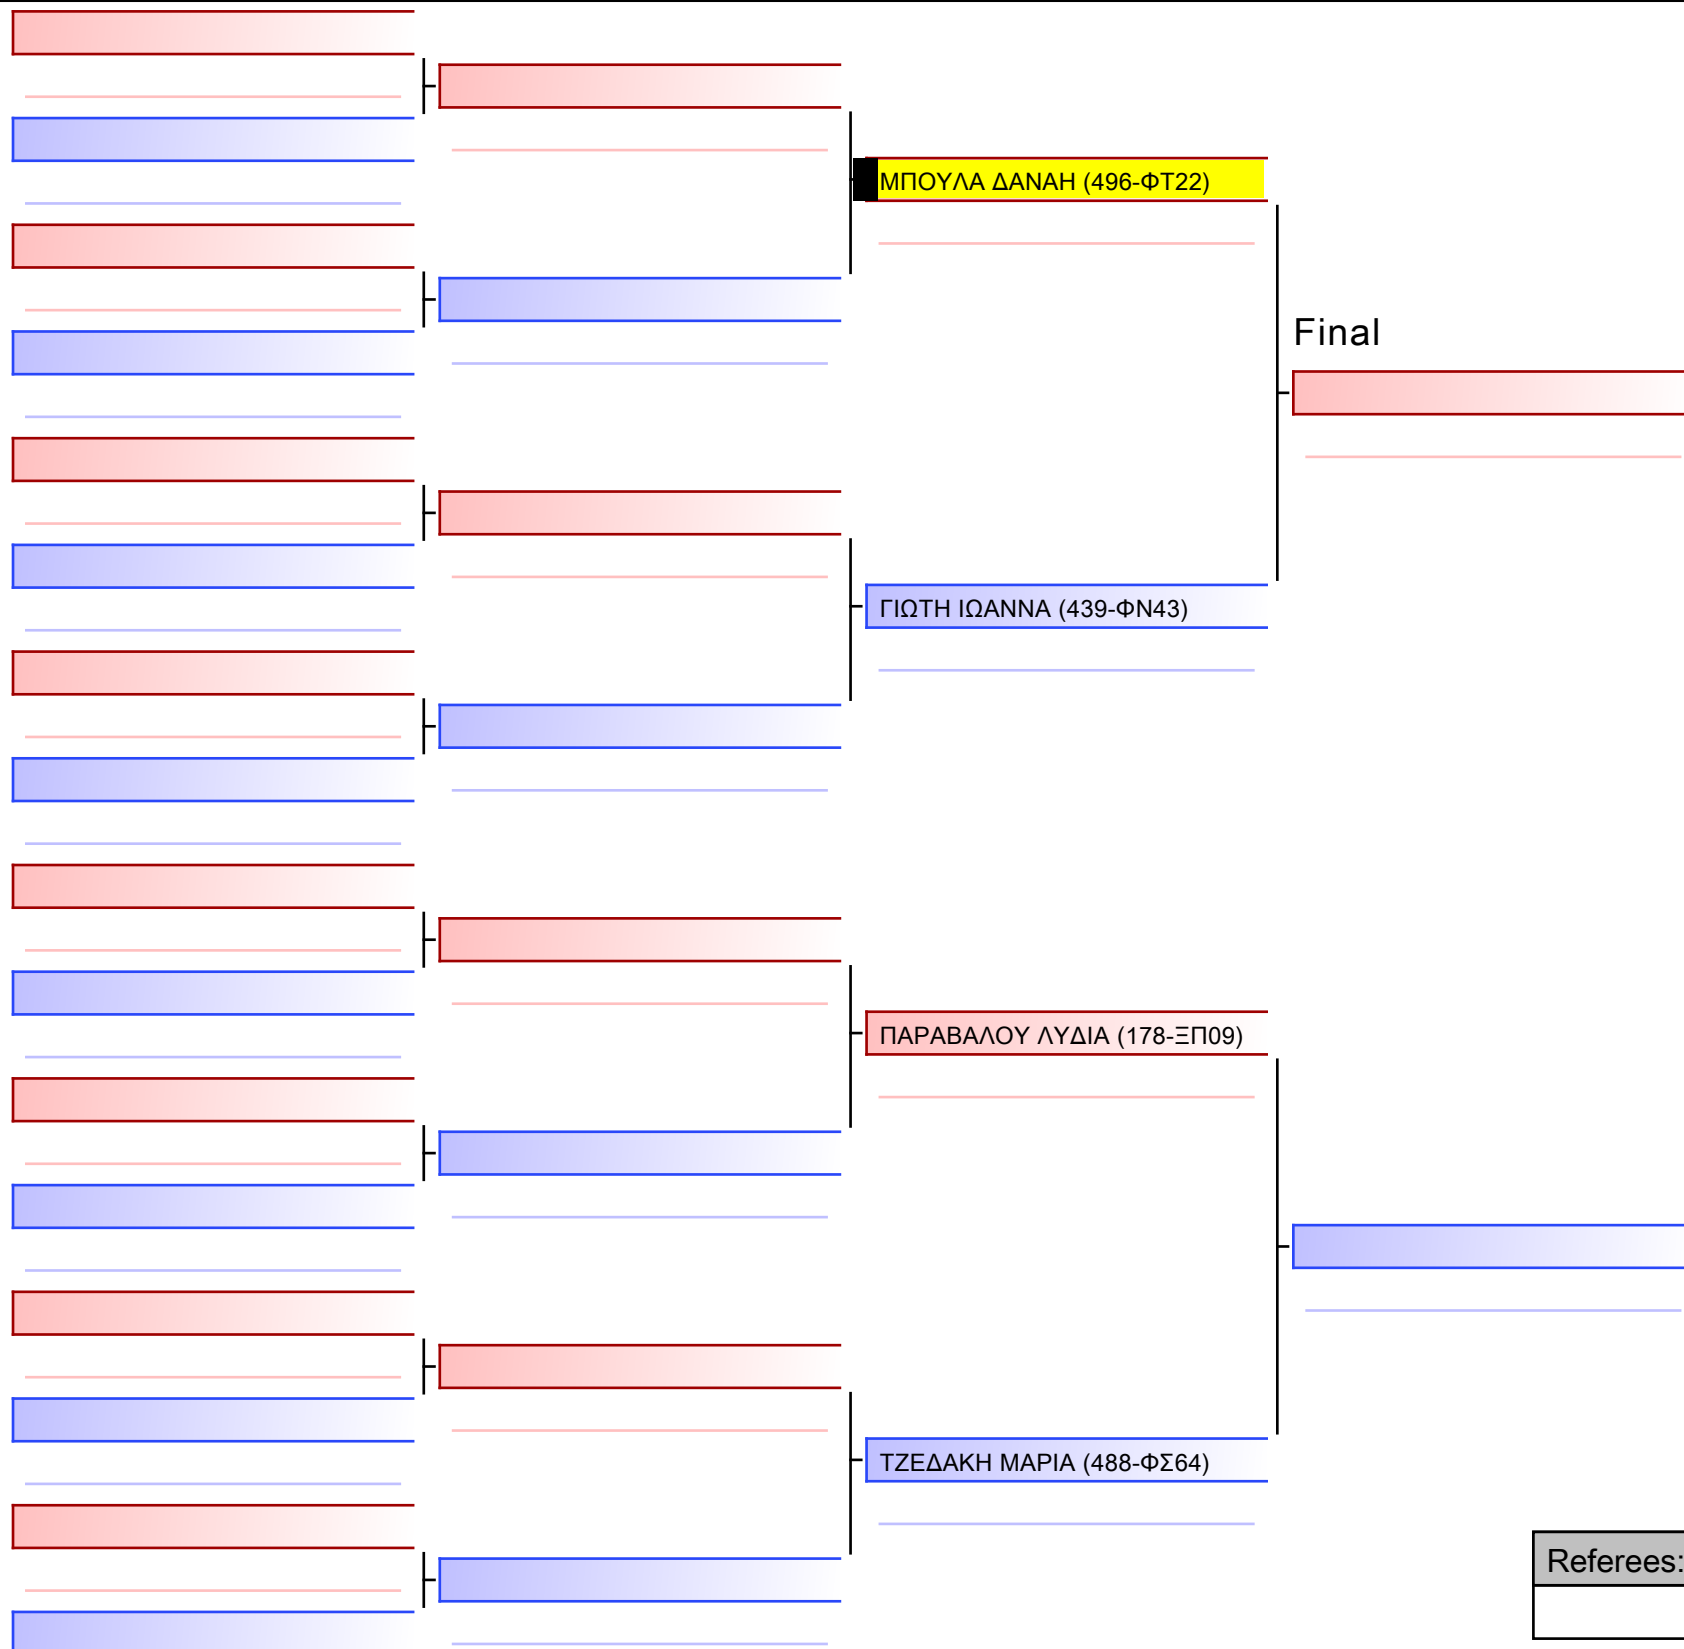 ΜΠΟΥΛΑ ΔΑΝΑΗ (496-ΦΤ22)
Final
ΓΙΩΤΗ ΙΩΑΝΝΑ (439-ΦΝ43)
ΠΑΡΑΒΑΛΟΥ ΛΥΔΙΑ (178-ΞΠ09)
ΤΖΕΔΑΚΗ ΜΑΡΙΑ (488-ΦΣ64)
Referees: